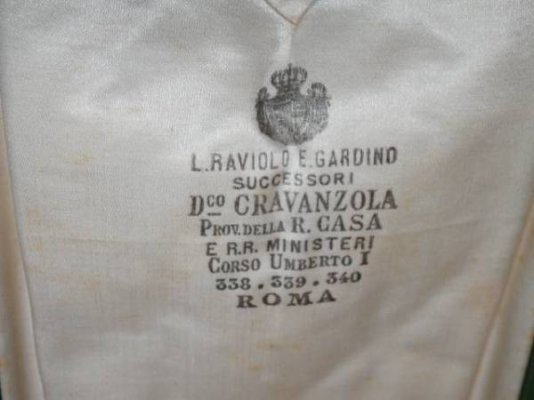 L. RAVIOLO E. GARDINO
SUCCESSORI
Dco CRAVANZOLA
PROV. DELLA R. CASA
E R.R. MINISTERI
CORSO UMBERTO I
338.339.340
ROMA